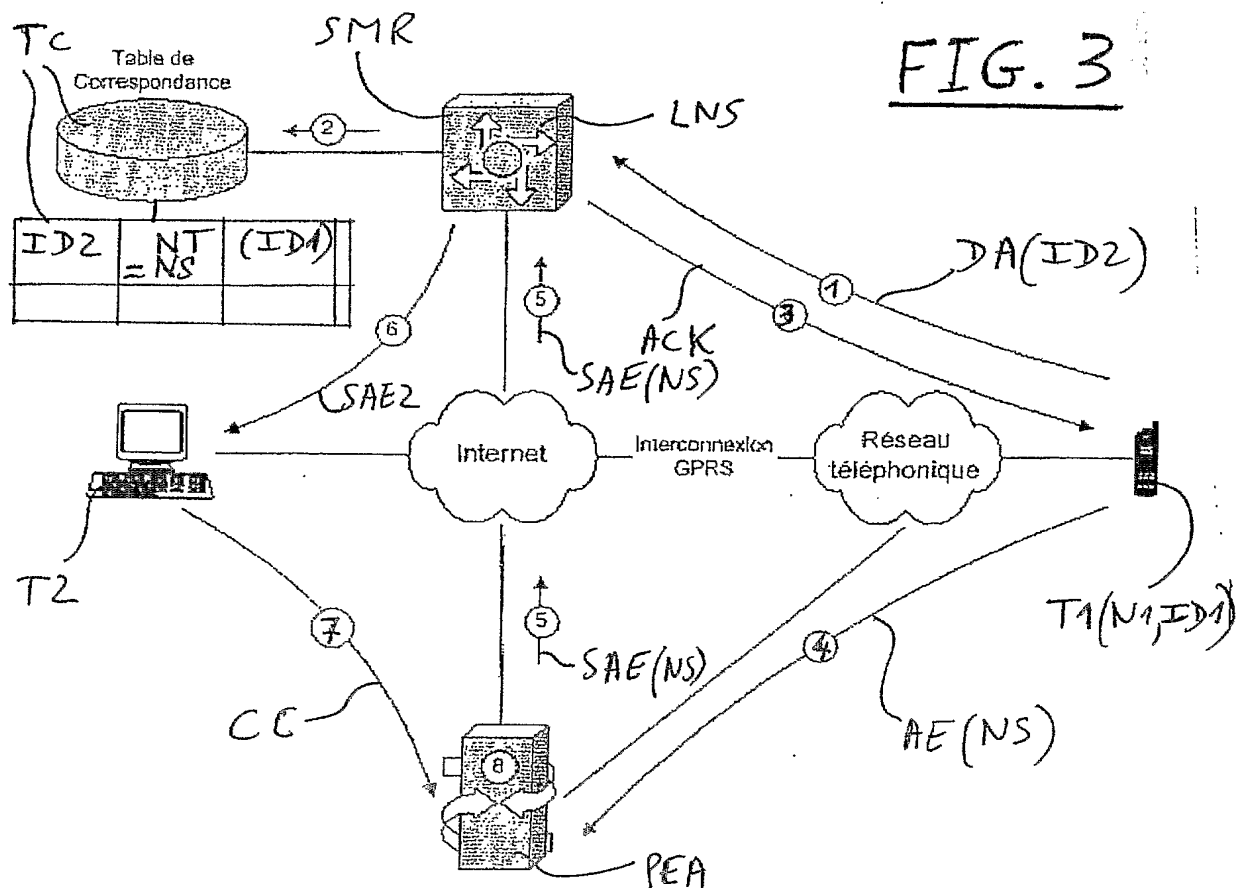 FIG. 3
TC
Table de
Correspondance
SMR
LNS
2
ID2
NT
= NS
(ID1)
DA(ID2)
1
3
5
ACK
SAE(NS)
6
SAE2
Internet
Interconnexion
GPRS
Réseau
téléphonique
T2
T1(N1,ID1)
7
5
SAE(NS)
4
CC
AE(NS)
8
PEA